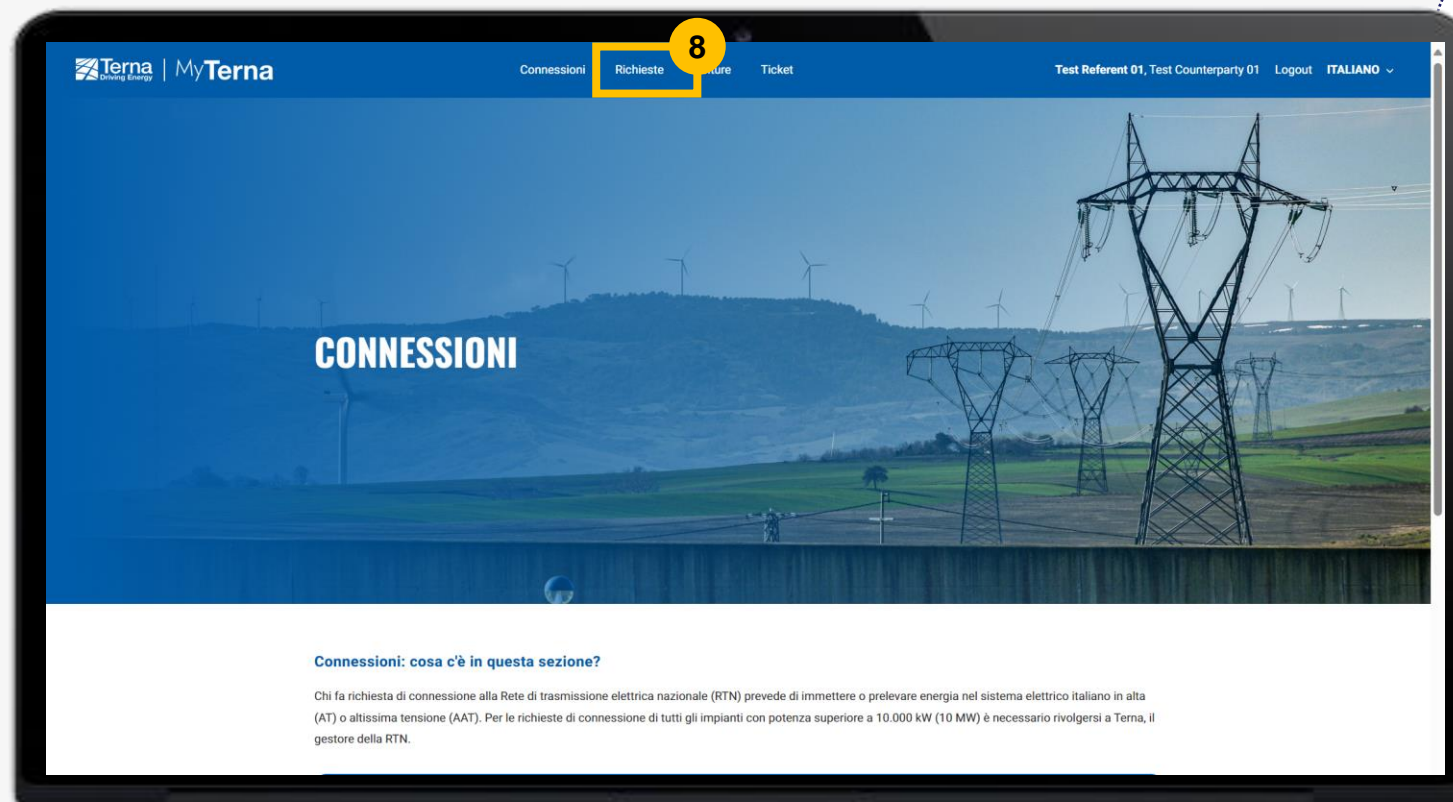 8
Terna
Driving Energy
MyTerna
Connessioni Richieste Ticket
Test Referent 01, Test Counterparty 01 Logout ITALIANO
CONNESSIONI
Connessioni: cosa c'è in questa sezione?
Chi fa richiesta di connessione alla Rete di trasmissione elettrica nazionale (RTN) prevede di immettere o prelevare energia nel sistema elettrico italiano in alta
(AT) o altissima tensione (AAT). Per le richieste di connessione di tutti gli impianti con potenza superiore a 10.000 kW (10 MW) è necessario rivolgersi a Terna, il
gestore della RTN.